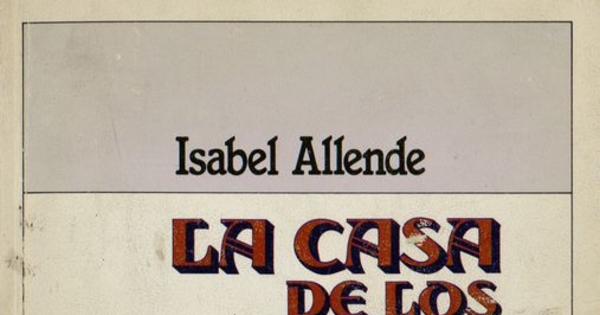 Isabel Allende
LA CASA
DE LOS